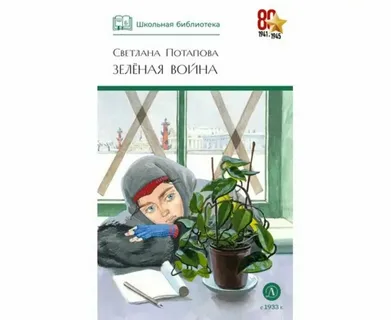 Школьная библиотека
80
1941-1945
Светлана Потапова
ЗЕЛЁНАЯ ВОЙНА
с 1933 г.